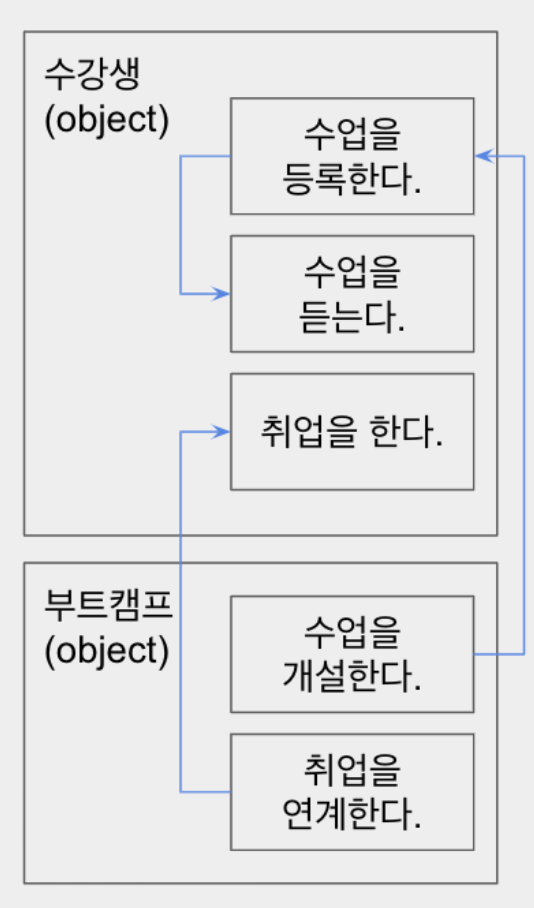 수강생
(object)
수업을
등록한다.
수업을
듣는다.
취업을 한다.
부트캠프
(object)
수업을
개설한다.
취업을
연계한다.